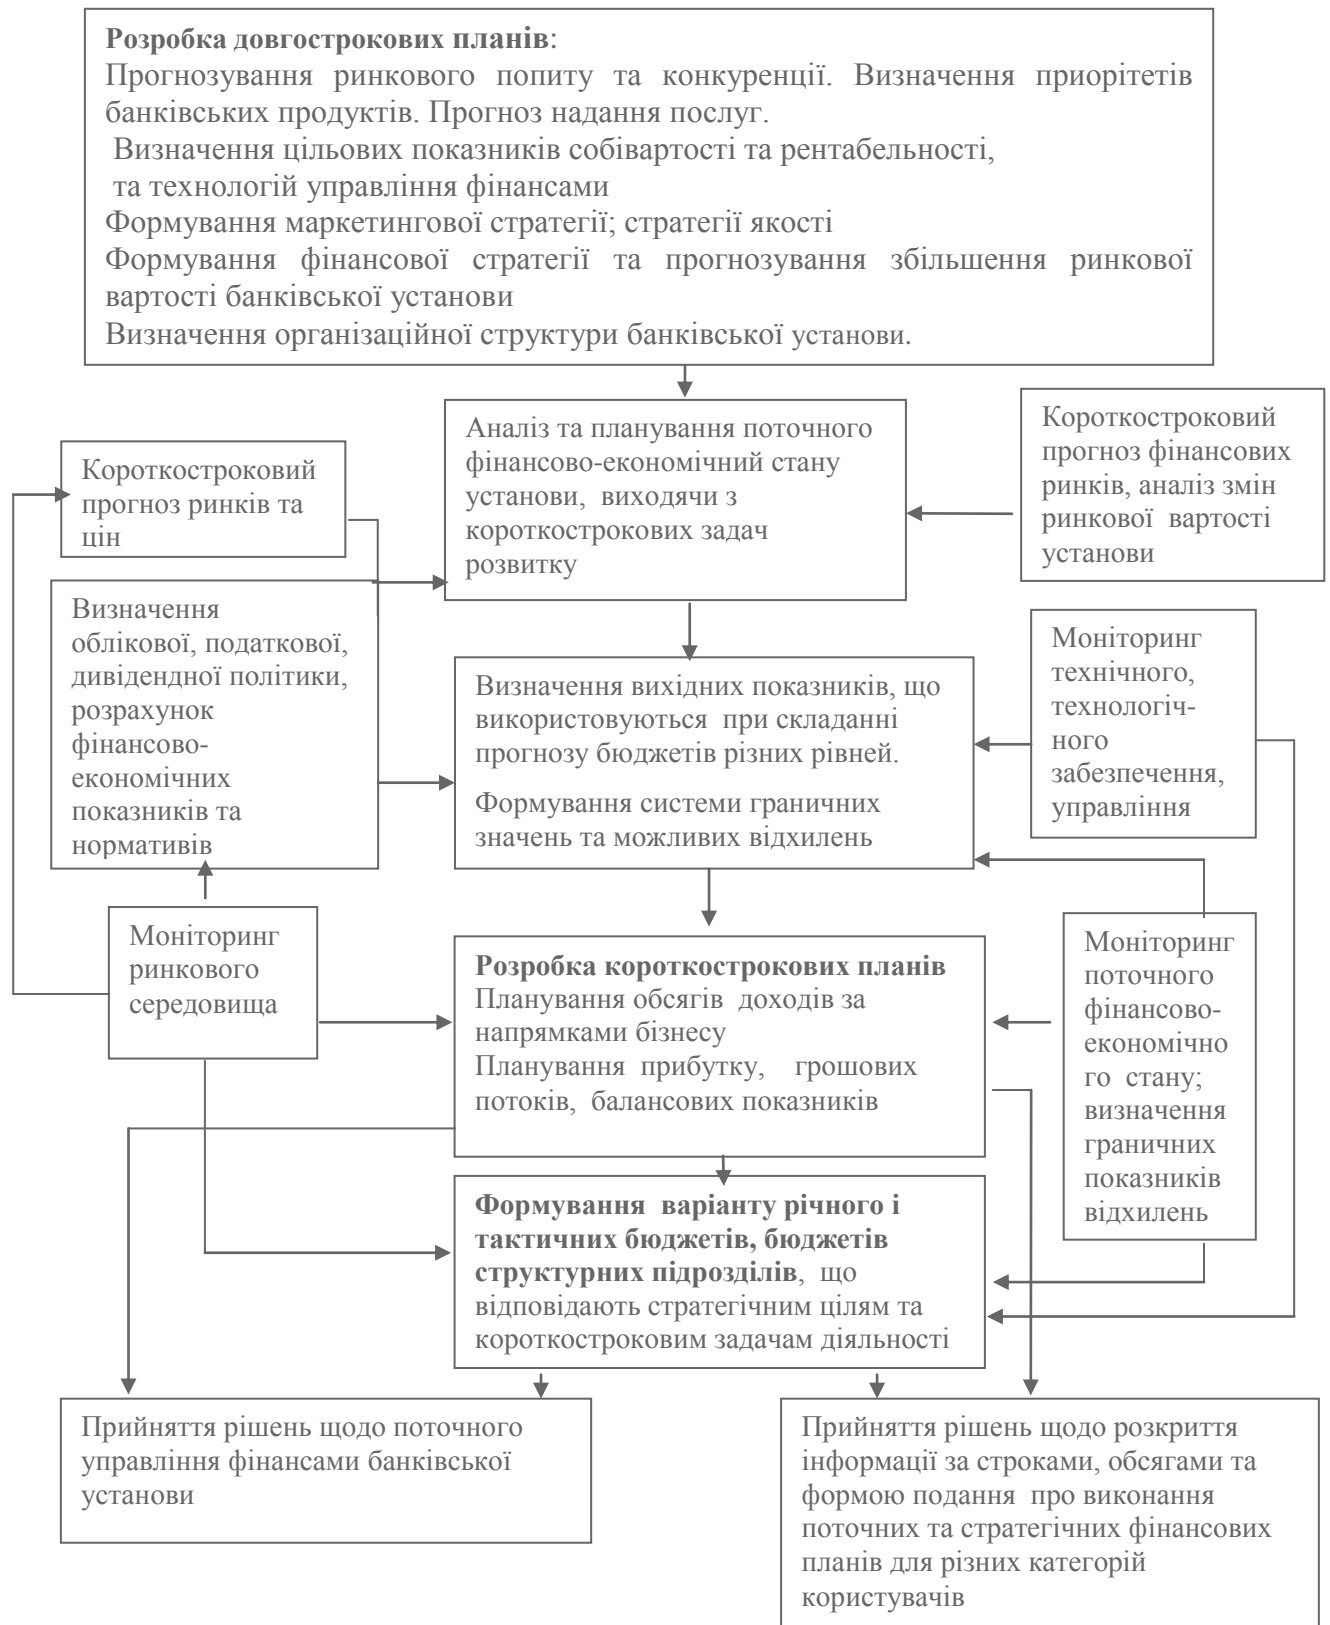 Розробка довгострокових планів:
Прогнозування ринкового попиту та конкуренції. Визначення приорітетів
банківських продуктів. Прогноз надання послуг.
Визначення цільових показників собівартості та рентабельності,
та технологій управління фінансами
Формування маркетингової стратегії; стратегії якості
Формування фінансової стратегії та прогнозування збільшення ринкової
вартості банківської установи
Визначення організаційної структури банківської установи.
Короткостроковий
прогноз ринків та
цін
Аналіз та планування поточного
фінансово-економічний стану
установи, виходячи з
короткострокових задач
розвитку
Короткостроковий
прогноз фінансових
ринків, аналіз змін
ринкової вартості
установи
Визначення
облікової, податкової,
дивідендної політики,
розрахунок
фінансово-
економічних
показників та
нормативів
Визначення вихідних показників, що
використовуються при складанні
прогнозу бюджетів різних рівней.
Формування системи граничних
значень та можливих відхилень
Моніторинг
технічного,
технологіч-
ного
забезпечення,
управління
Моніторинг
ринкового
середовища
Розробка короткострокових планів
Планування обсягів доходів за
напрямками бізнесу
Планування прибутку, грошових
потоків, балансових показників
Моніторинг
поточного
фінансово-
економічно
го стану;
визначення
граничних
показників
відхилень
Формування варіанту річного і
тактичних бюджетів, бюджетів
структурних підрозділів, що
відповідають стратегічним цілям та
короткостроковим задачам діяльності
Прийняття рішень щодо поточного
управління фінансами банківської
установи
Прийняття рішень щодо розкриття
інформації за строками, обсягами та
формою подання про виконання
поточних та стратегічних фінансових
планів для різних категорій
користувачів